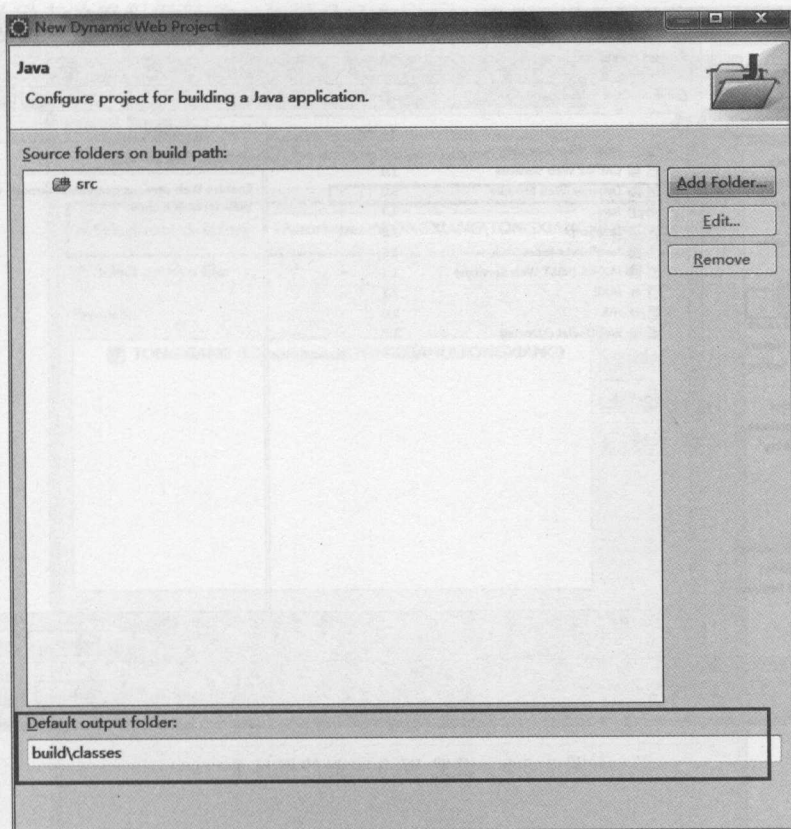 New Dynamic Web Project
Java
Configure project for building a Java application.
Source folders on build path:
src
Add Folder...
Edit...
Remove
Default output folder:
build\classes